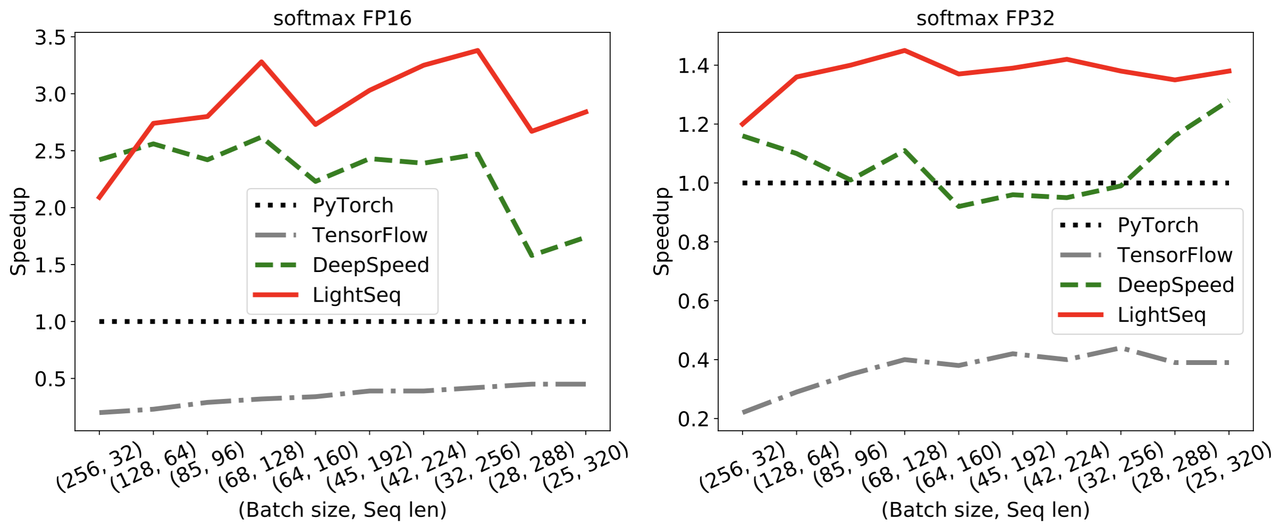 softmax FP16
3.5
3.0
2.5
2.0
1.5
1.0
0.5
Speedup
PyTorch
TensorFlow
DeepSpeed
LightSeq
(256, 32)
(128, 64)
(85, 96)
(68, 128)
(64, 160)
(45, 192)
(42, 224)
(32, 256)
(28, 288)
(25, 320)
(Batch size, Seq len)
softmax FP32
1.4
1.2
1.0
0.8
0.6
0.4
0.2
Speedup
PyTorch
TensorFlow
DeepSpeed
LightSeq
(256, 32)
(128, 64)
(85, 96)
(68, 128)
(64, 160)
(45, 192)
(42, 224)
(32, 256)
(28, 288)
(25, 320)
(Batch size, Seq len)